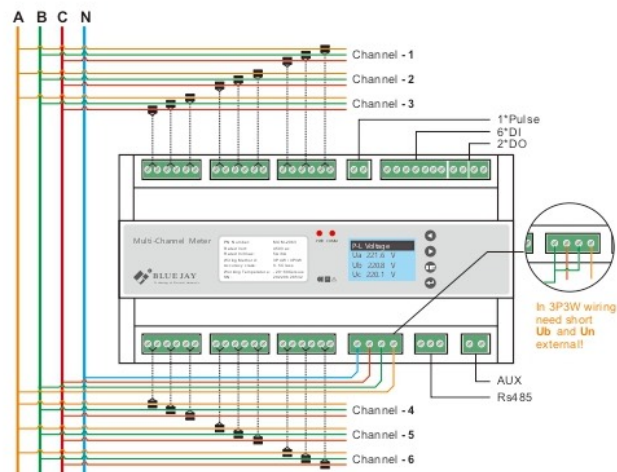 A B C N
Channel - 1
Channel - 2
Channel - 3
1*Pulse
6*DI
2*DO
Multi-Channel Meter
P-L Voltage
Ua 221.6 V
Ub 220.8 V
Uc 220.1 V
BLUE JAY
In 3P3W wiring
need short
Ub and Un
external!
AUX
Rs485
Channel - 4
Channel - 5
Channel - 6